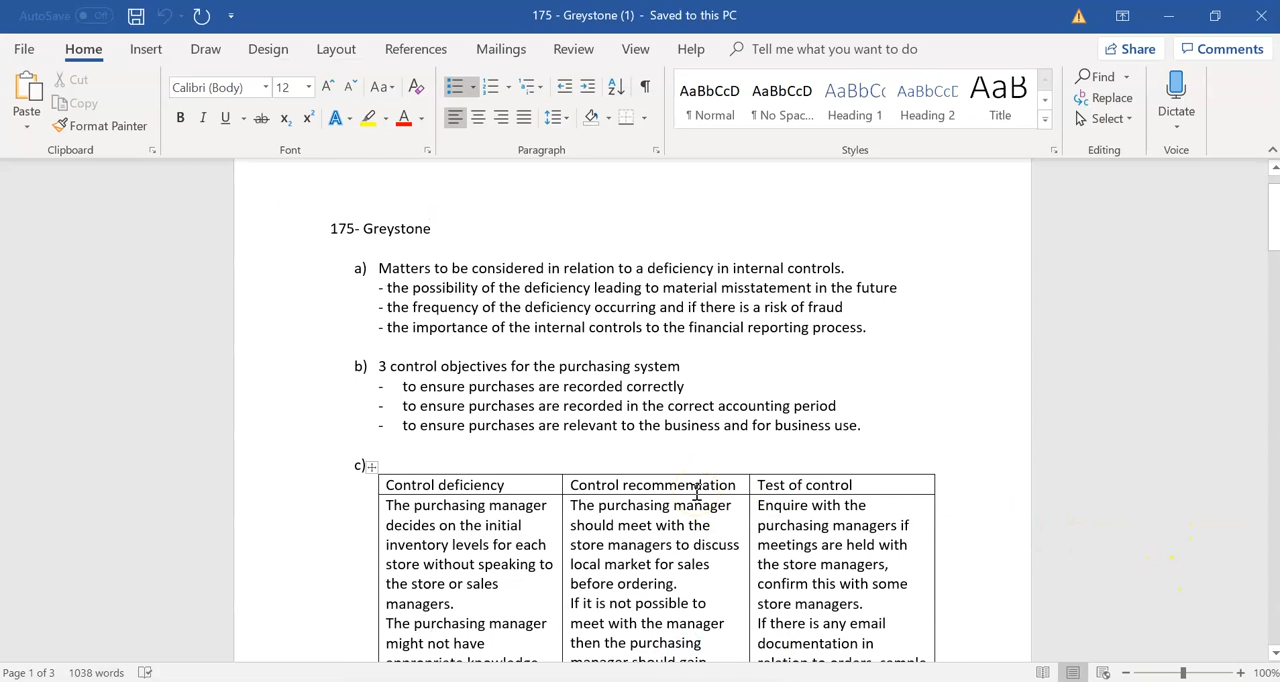 AutoSave Off 175 - Greystone (1) - Saved to this PC
File Home Insert Draw Design Layout References Mailings Review View Help Tell me what you want to do Share Comments
Paste Cut Copy Format Painter
Calibri (Body) 12
AaBbCcD AaBbCcD AaBbCc AaBbCcD AaB
¶ Normal ¶ No Spac... Heading 1 Heading 2 Title
Find Replace Select
Dictate
Clipboard Font Paragraph Styles Editing Voice
175- Greystone
a) Matters to be considered in relation to a deficiency in internal controls.
- the possibility of the deficiency leading to material misstatement in the future
- the frequency of the deficiency occurring and if there is a risk of fraud
- the importance of the internal controls to the financial reporting process.
b) 3 control objectives for the purchasing system
- to ensure purchases are recorded correctly
- to ensure purchases are recorded in the correct accounting period
- to ensure purchases are relevant to the business and for business use.
c)
Control deficiency
The purchasing manager
decides on the initial
inventory levels for each
store without speaking to
the store or sales
managers.
The purchasing manager
might not have
appropriate knowledge
Control recommendation
The purchasing manager
should meet with the
store managers to discuss
local market for sales
before ordering.
If it is not possible to
meet with the manager
then the purchasing
manager should gain
Test of control
Enquire with the
purchasing managers if
meetings are held with
the store managers,
confirm this with some
store managers.
If there is any email
documentation in
relation to orders, sample
Page 1 of 3 1038 words 100%